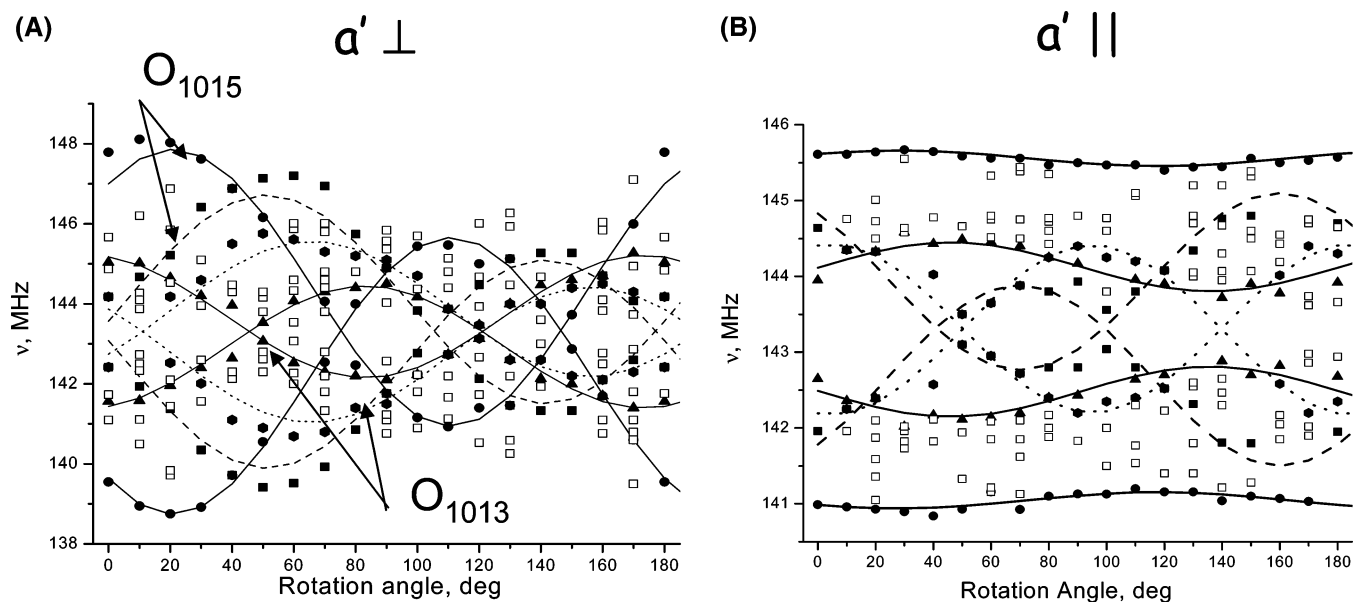 (A)
a' ⊥
O1015
148
146
144
142
140
138
ν, MHz
0 20 40 60 80 100 120 140 160 180
Rotation angle, deg
O1013
(B)
a' ||
146
145
144
143
142
141
ν, MHz
0 20 40 60 80 100 120 140 160 180
Rotation Angle, deg